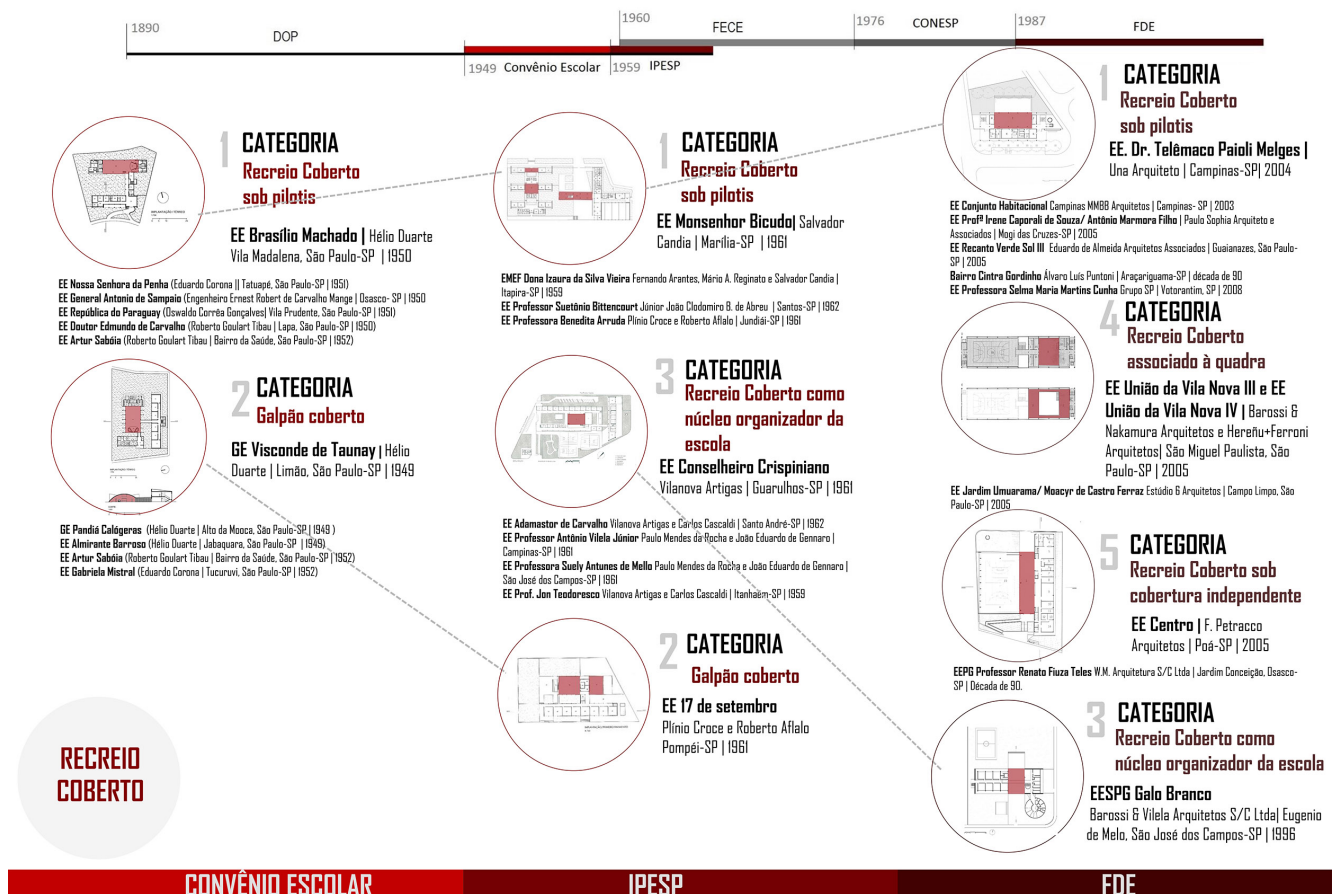 1890
DOP
1960
FECE
1976
CONESP
1987
FDE
1949 Convênio Escolar
1959 IPESP
1 CATEGORIA
Recreio Coberto
sob pilotis
EE Brasílio Machado | Hélio Duarte
Vila Madalena, São Paulo-SP | 1950
EE Nossa Senhora da Penha (Eduardo Corona || Tatuapé, São Paulo-SP | 1951)
EE General Antonio de Sampaio (Engenheiro Ernest Robert de Carvalho Mange | Osasco- SP | 1950
EE República do Paraguay (Oswaldo Corrêa Gonçalves| Vila Prudente, São Paulo-SP | 1951)
EE Doutor Edmundo de Carvalho (Roberto Goulart Tibau | Lapa, São Paulo-SP | 1950)
EE Artur Sabóia (Roberto Goulart Tibau | Bairro da Saúde, São Paulo-SP | 1952)
2 CATEGORIA
Galpão coberto
GE Visconde de Taunay | Hélio
Duarte | Limão, São Paulo-SP | 1949
GE Pandiá Calógeras (Hélio Duarte | Alto da Mooca, São Paulo-SP | 1949 )
EE Almirante Barroso (Hélio Duarte | Jabaquara, São Paulo-SP | 1949)
EE Artur Sabóia (Roberto Goulart Tibau | Bairro da Saúde, São Paulo-SP | 1952)
EE Gabriela Mistral (Eduardo Corona | Tucuruvi, São Paulo-SP | 1952)
RECREIO
COBERTO
1 CATEGORIA
Recreio Coberto
sob pilotis
EE Monsenhor Bicudo| Salvador
Candia | Marília-SP | 1961
EMEF Dona Izaura da Silva Vieira Fernando Arantes, Mário A. Reginato e Salvador Candia |
Itapira-SP | 1959
EE Professor Suetônio Bittencourt Júnior João Clodomiro B. de Abreu | Santos-SP | 1962
EE Professora Benedita Arruda Plínio Croce e Roberto Aflalo | Jundiái-SP | 1961
3 CATEGORIA
Recreio Coberto como
núcleo organizador da
escola
EE Conselheiro Crispiniano
Vilanova Artigas | Guarulhos-SP | 1961
EE Adamastor de Carvalho Vilanova Artigas e Carlos Cascaldi | Santo André-SP | 1962
EE Professor Antônio Vilela Júnior Paulo Mendes da Rocha e João Eduardo de Gennaro |
Campinas-SP | 1961
EE Professora Suely Antunes de Mello Paulo Mendes da Rocha e João Eduardo de Gennaro |
São José dos Campos-SP | 1961
EE Prof. Jon Teodoresco Vilanova Artigas e Carlos Cascaldi | Itanhaém-SP | 1959
2 CATEGORIA
Galpão coberto
EE 17 de setembro
Plínio Croce e Roberto Aflalo
Pompéi-SP | 1961
1 CATEGORIA
Recreio Coberto
sob pilotis
EE. Dr. Telêmaco Paioli Melges |
Una Arquiteto | Campinas-SP| 2004
EE Conjunto Habitacional Campinas MMBB Arquitetos | Campinas- SP | 2003
EE Profª Irene Caporali de Souza/ Antônio Marmora Filho | Paulo Sophia Arquiteto e
Associados | Mogi das Cruzes-SP | 2005
EE Recanto Verde Sol III Eduardo de Almeida Arquitetos Associados | Guaianazes, São Paulo-
SP | 2005
Bairro Cintra Gordinho Álvaro Luís Puntoni | Araçariguama-SP | década de 90
EE Professora Selma Maria Martins Cunha Grupo SP | Votorantim, SP | 2008
4 CATEGORIA
Recreio Coberto
associado à quadra
EE União da Vila Nova III e EE
União da Vila Nova IV | Barossi &
Nakamura Arquitetos e Hereñu+Ferroni
Arquitetos| São Miguel Paulista, São
Paulo-SP | 2005
EE Jardim Umuarama/ Moacyr de Castro Ferraz Estúdio 6 Arquitetos | Campo Limpo, São
Paulo-SP | 2005
5 CATEGORIA
Recreio Coberto sob
cobertura independente
EE Centro | F. Petracco
Arquitetos | Poá-SP | 2005
EEPG Professor Renato Fiuza Teles W.M. Arquitetura S/C Ltda | Jardim Conceição, Osasco-
SP | Década de 90.
3 CATEGORIA
Recreio Coberto como
núcleo organizador da escola
EESPG Galo Branco
Barossi & Vilela Arquitetos S/C Ltda| Eugenio
de Melo, São José dos Campos-SP | 1996
CONVÊNIO ESCOLAR
IPESP
FDE